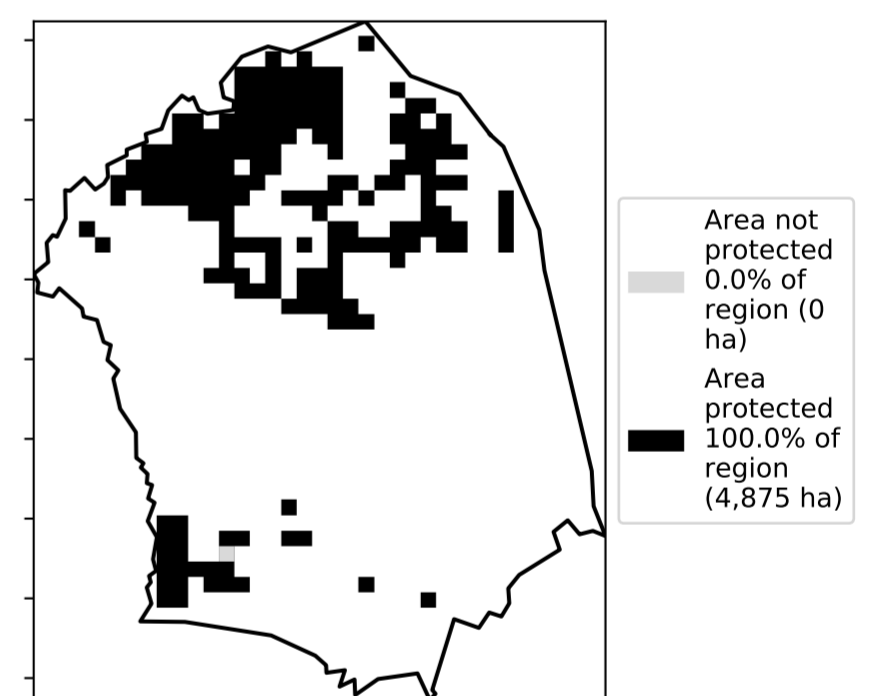 Area not
protected
0.0% of
region (0
ha)
Area
protected
100.0% of
region
(4,875 ha)